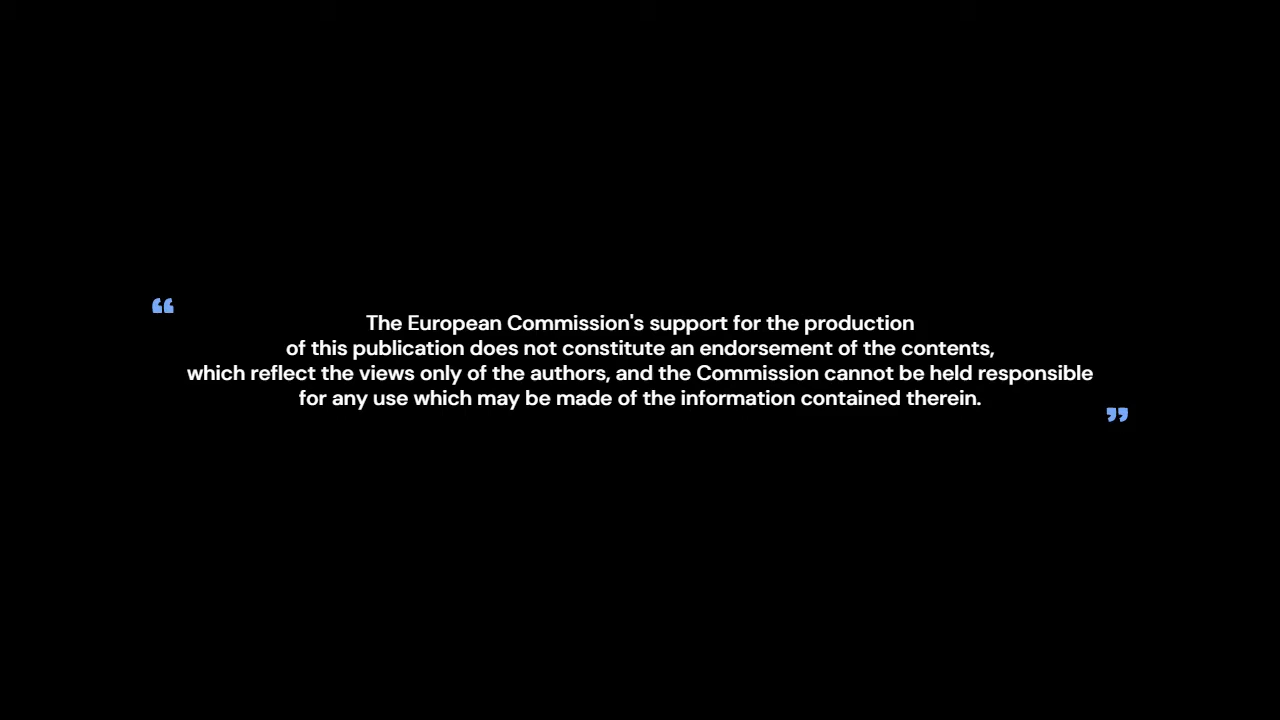 “
The European Commission's support for the production
of this publication does not constitute an endorsement of the contents,
which reflect the views only of the authors, and the Commission cannot be held responsible
for any use which may be made of the information contained therein.
”